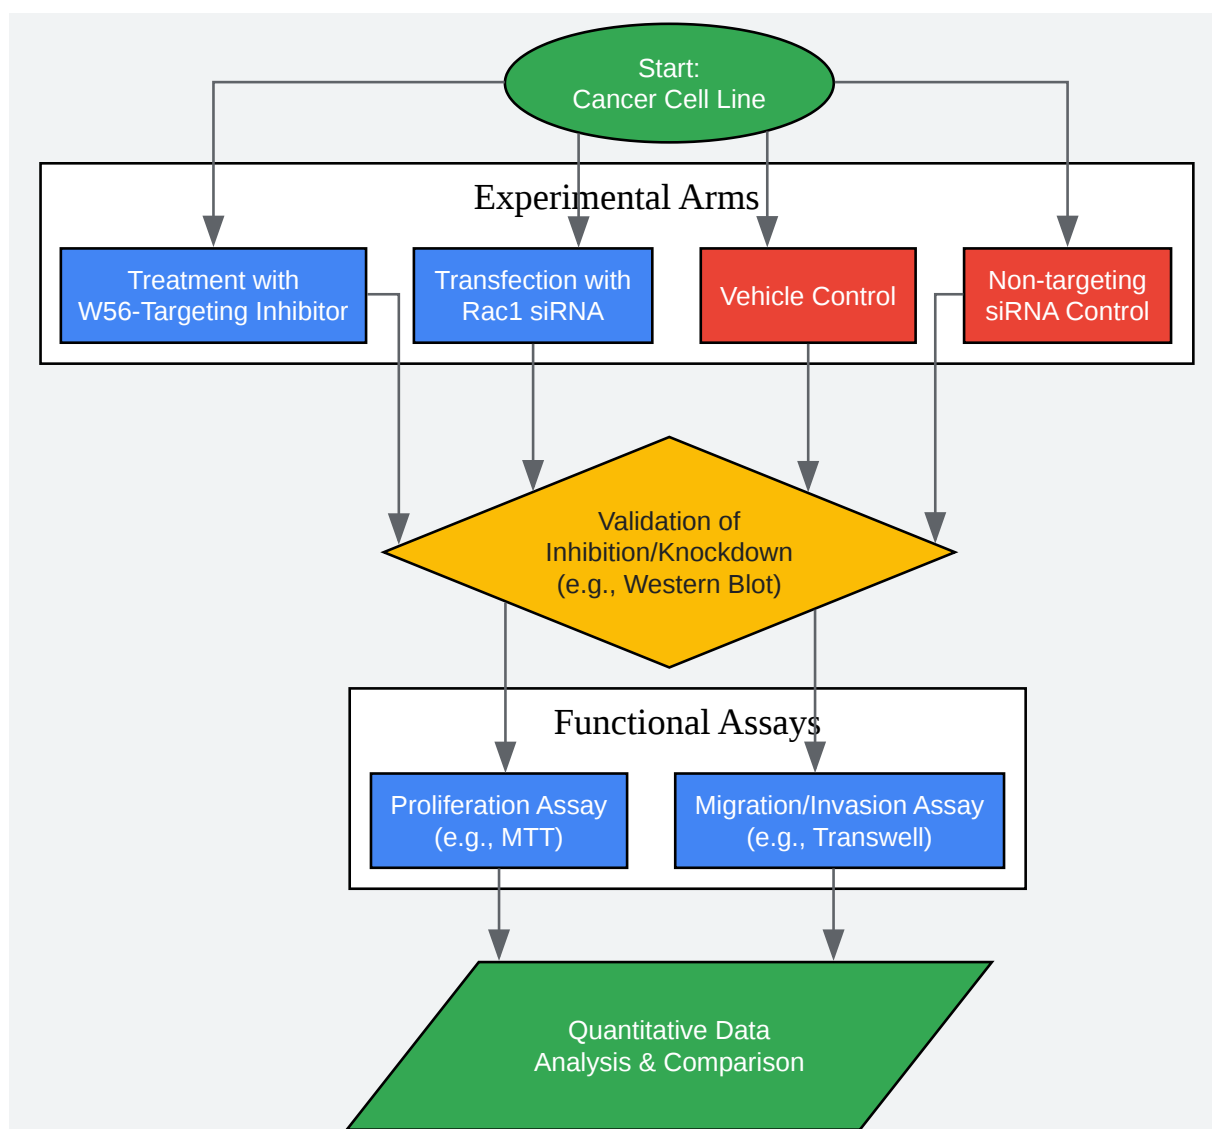 Start:
Cancer Cell Line
Experimental Arms
Treatment with
W56-Targeting Inhibitor
Transfection with
Rac1 siRNA
Vehicle Control
Non-targeting
siRNA Control
Validation of
Inhibition/Knockdown
(e.g., Western Blot)
Functional Assays
Proliferation Assay
(e.g., MTT)
Migration/Invasion Assay
(e.g., Transwell)
Quantitative Data
Analysis & Comparison